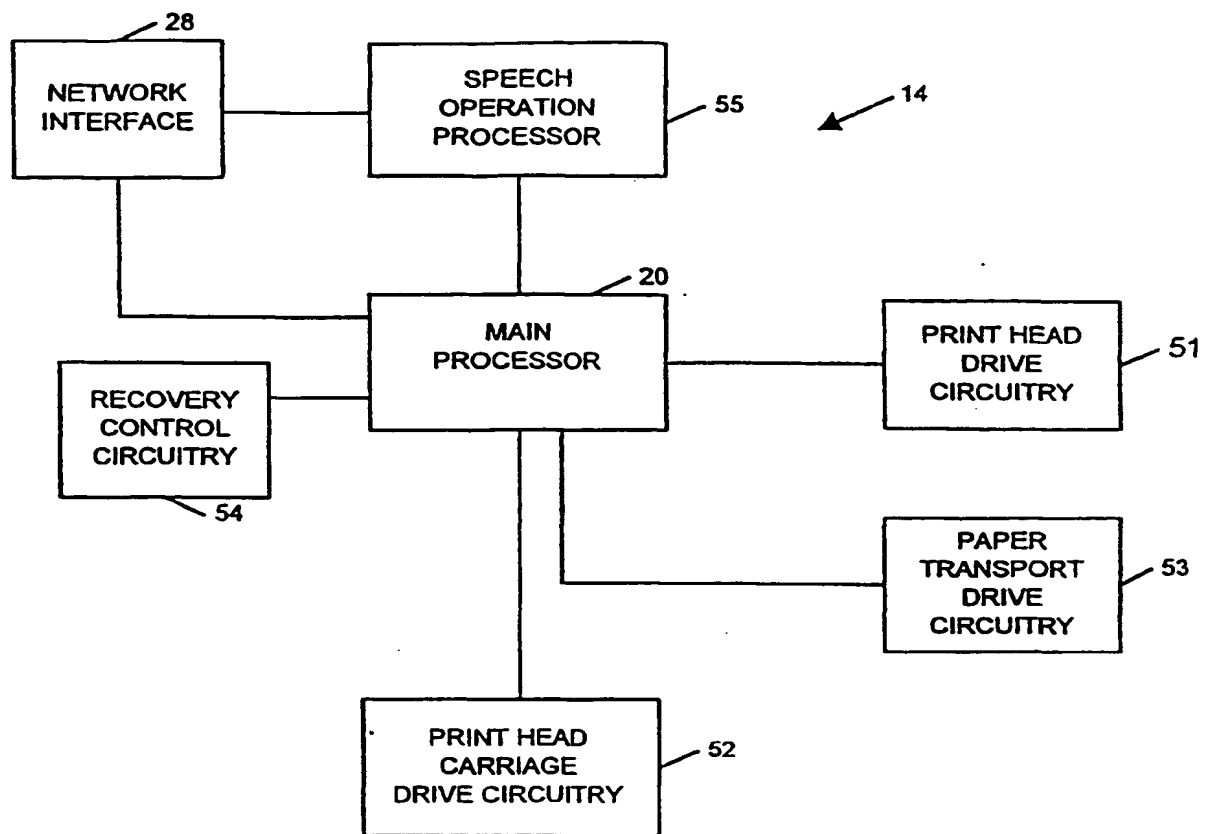 28
NETWORK
INTERFACE
SPEECH
OPERATION
PROCESSOR
55
14
20
MAIN
PROCESSOR
PRINT HEAD
DRIVE
CIRCUITRY
51
RECOVERY
CONTROL
CIRCUITRY
54
PAPER
TRANSPORT
DRIVE
CIRCUITRY
53
PRINT HEAD
CARRIAGE
DRIVE CIRCUITRY
52